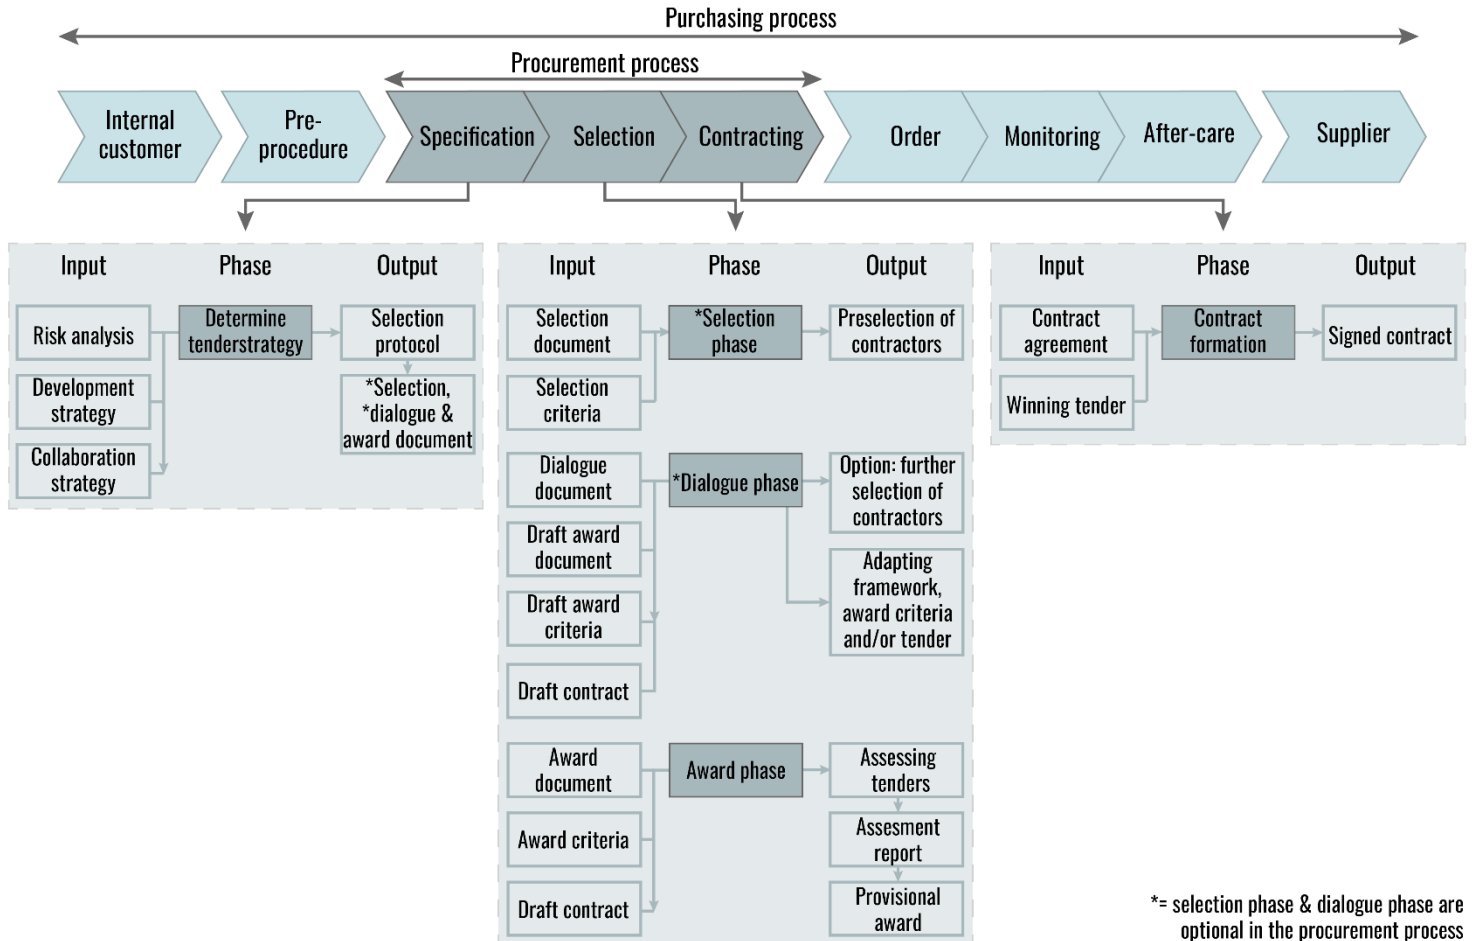 Purchasing process
Procurement process
Internal
customer
Pre-
procedure
Specification
Selection
Contracting
Order
Monitoring
After-care
Supplier
Input
Phase
Output
Risk analysis
Development
strategy
Collaboration
strategy
Determine
tenderstrategy
Selection
protocol
*Selection,
*dialogue &
award document
Input
Phase
Output
Selection
document
Selection
criteria
*Selection
phase
Preselection of
contractors
Dialogue
document
Draft award
document
Draft award
criteria
Draft contract
*Dialogue phase
Option: further
selection of
contractors
Adapting
framework,
award criteria
and/or tender
Award
document
Award criteria
Draft contract
Award phase
Assessing
tenders
Assesment
report
Provisional
award
Input
Phase
Output
Contract
agreement
Winning tender
Contract
formation
Signed contract
*= selection phase & dialogue phase are
optional in the procurement process